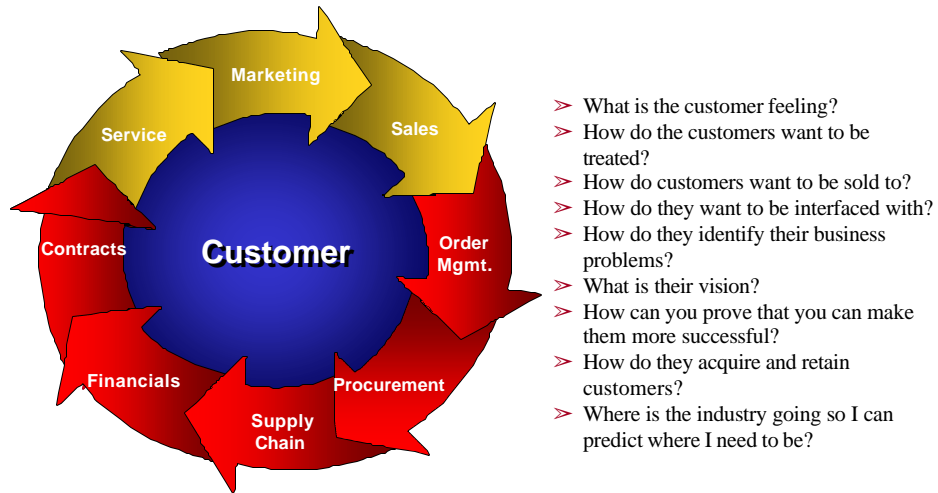 Marketing
Sales
Service
Customer
Order
Mgmt.
Contracts
Financials
Procurement
Supply
Chain
➢ What is the customer feeling?
➢ How do the customers want to be
treated?
➢ How do customers want to be sold to?
➢ How do they want to be interfaced with?
➢ How do they identify their business
problems?
➢ What is their vision?
➢ How can you prove that you can make
them more successful?
➢ How do they acquire and retain
customers?
➢ Where is the industry going so I can
predict where I need to be?